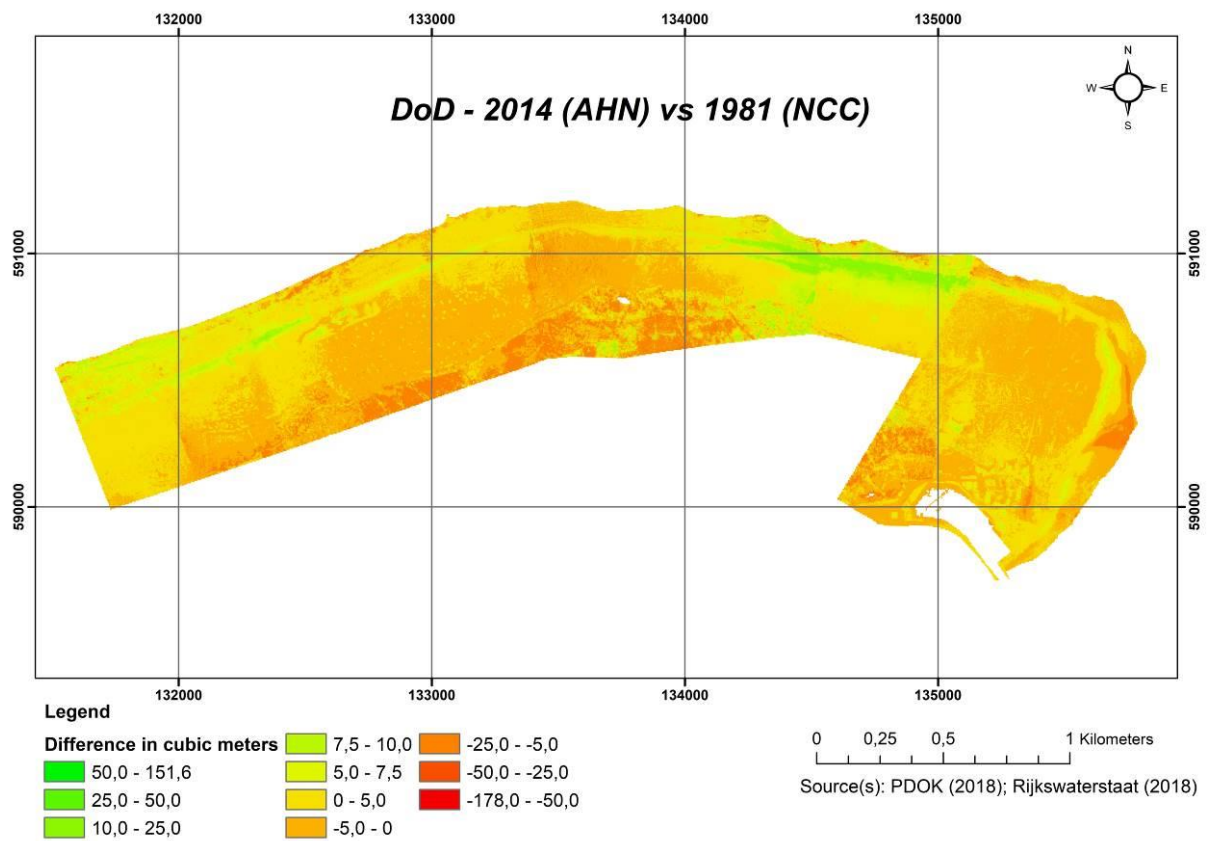 132000 133000 134000 135000
N
W E
S
DoD - 2014 (AHN) vs 1981 (NCC)
591000 591000
590000 590000
132000 133000 134000 135000
Legend
Difference in cubic meters
50,0 - 151,6
25,0 - 50,0
10,0 - 25,0
7,5 - 10,0
5,0 - 7,5
0 - 5,0
-5,0 - 0
-25,0 - -5,0
-50,0 - -25,0
-178,0 - -50,0
0 0,25 0,5 1 Kilometers
Source(s): PDOK (2018); Rijkswaterstaat (2018)